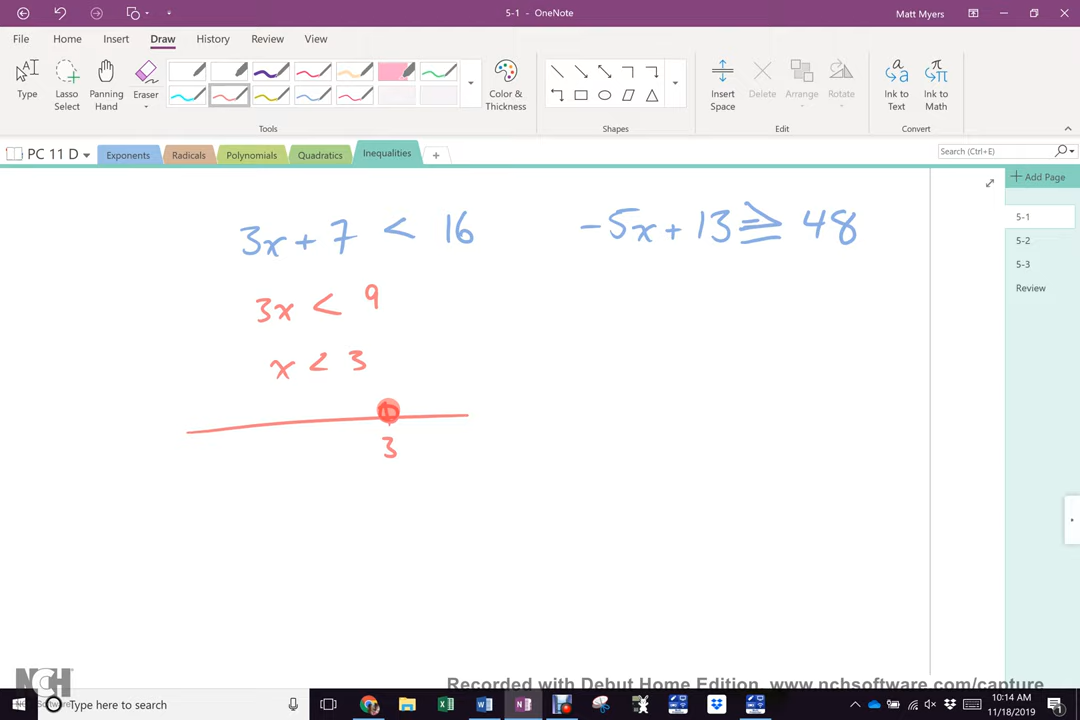 5-1 - OneNote
Matt Myers
File Home Insert Draw History Review View
Type
Lasso Select
Panning Hand
Eraser
Color & Thickness
Insert Space
Delete
Arrange
Rotate
Ink to Text
Ink to Math
Tools
Shapes
Edit
Convert
PC 11 D
Exponents
Radicals
Polynomials
Quadratics
Inequalities
Search (Ctrl+E)
Add Page
5-1
5-2
5-3
Review
3x + 7 < 16
-5x + 13 ≥ 48
3x < 9
x < 3
3
NCH
NCH Software
Recorded with Debut Home Edition. www.nchsoftware.com/capture
Type here to search
10:14 AM
11/18/2019